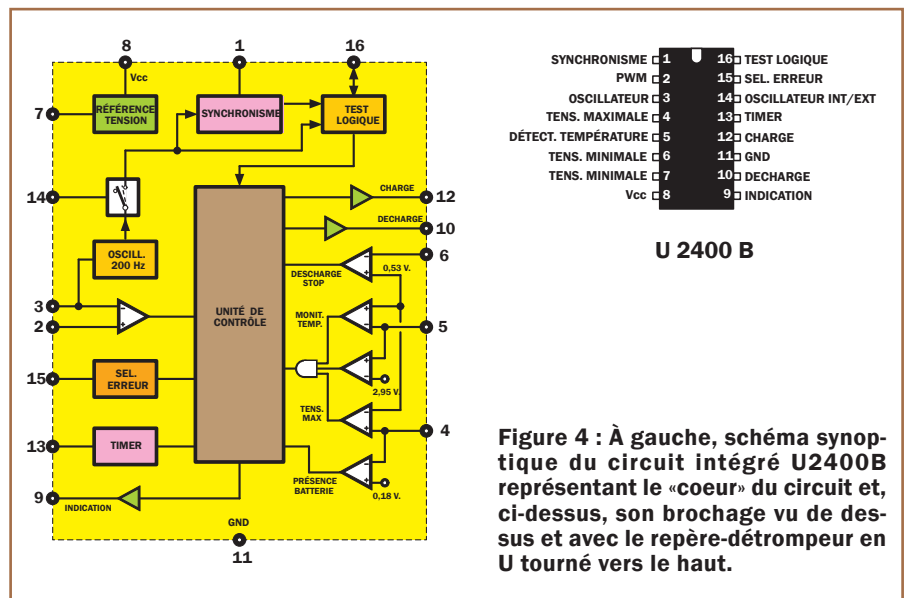 8
1
16
Vcc
7
RÉFÉRENCE
TENSION
SYNCHRONISME
TEST
LOGIQUE
14
CHARGE
12
DECHARGE
10
OSCILL.
200 Hz
6
0,53 V.
DESCHARGE
STOP
3
2
UNITÉ DE
CONTRÔLE
MONIT.
TEMP.
5
15
SEL.
ERREUR
2,95 V.
TENS.
MAX
13
TIMER
4
PRÉSENCE
BATTERIE
0,18 V.
9
INDICATION
GND
11
SYNCHRONISME 1 16 TEST LOGIQUE
PWM 2 15 SEL. ERREUR
OSCILLATEUR 3 14 OSCILLATEUR INT/EXT
TENS. MAXIMALE 4 13 TIMER
DÉTECT. TEMPÉRATURE 5 12 CHARGE
TENS. MINIMALE 6 11 GND
TENS. MINIMALE 7 10 DECHARGE
Vcc 8 9 INDICATION
U 2400 B
Figure 4 : À gauche, schéma synop-
tique du circuit intégré U2400B
représentant le «coeur» du circuit et,
ci-dessus, son brochage vu de des-
sus et avec le repère-détrompeur en
U tourné vers le haut.